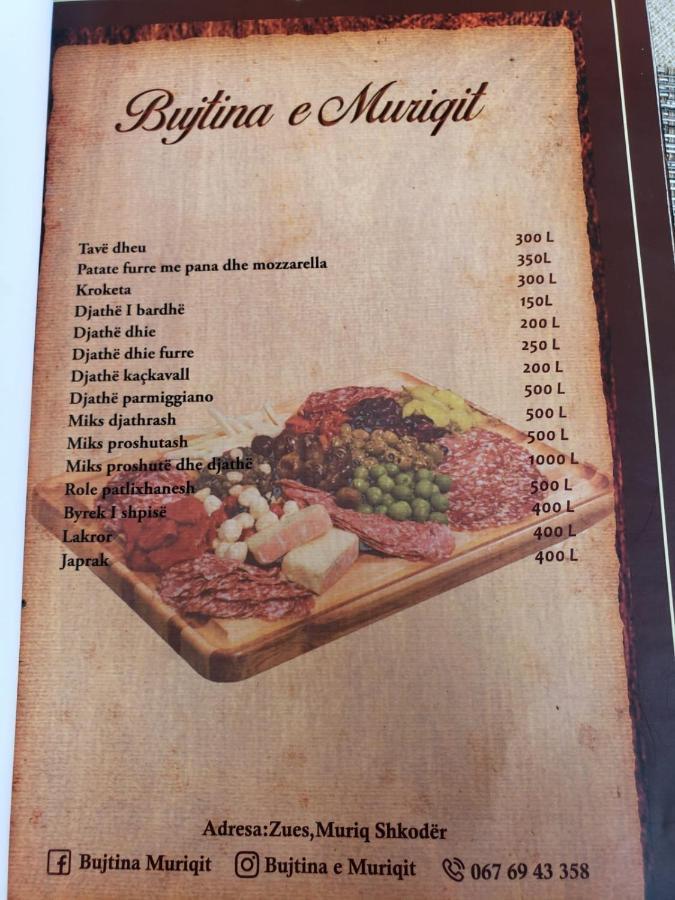 Bujtina e Muriqit
Tavë dheu 300 L
Patate furre me pana dhe mozzarella 350L
Kroketa 300 L
Djathë I bardhë 150L
Djathë dhie 200 L
Djathë dhie furre 250 L
Djathë kaçkavall 200 L
Djathë parmiggiano 500 L
Miks djathrash 500 L
Miks proshutash 500 L
Miks proshutë dhe djathë 1000 L
Role patlixhanesh 500 L
Byrek I shpisë 400 L
Lakror 400 L
Japrak 400 L
Adresa:Zues,Muriq Shkodër
Bujtina Muriqit Bujtina e Muriqit 067 69 43 358